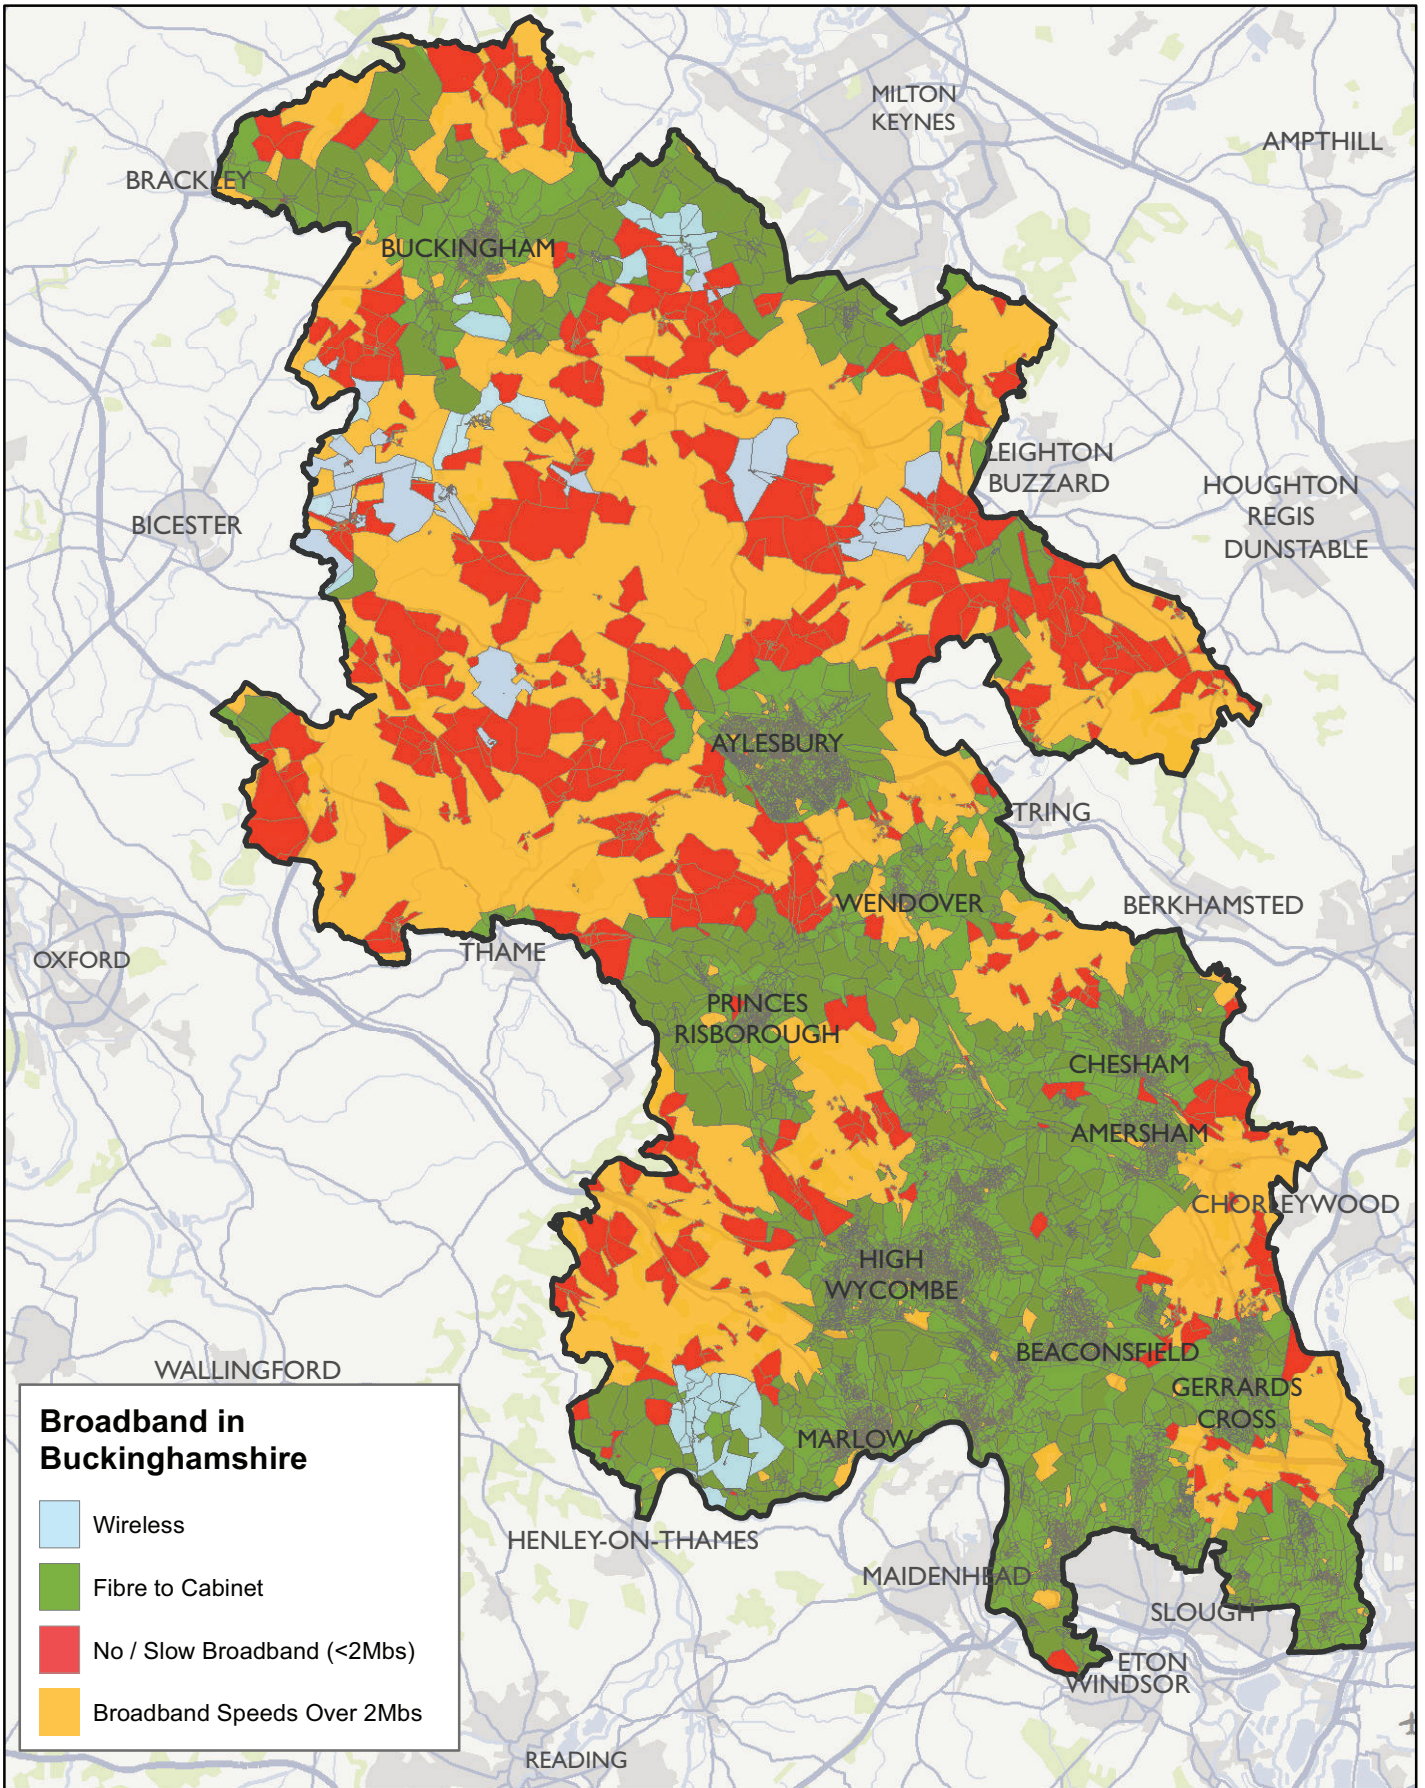 MILTON
KEYNES
AMPTHILL
BRACKLEY
BUCKINGHAM
LEIGHTON
BUZZARD
HOUGHTON
REGIS
DUNSTABLE
BICESTER
AYLESBURY
TRING
WENDOVER
BERKHAMSTED
THAME
OXFORD
PRINCES
RISBOROUGH
CHESHAM
AMERSHAM
CHORLEYWOOD
HIGH
WYCOMBE
BEACONSFIELD
WALLINGFORD
GERRARDS
CROSS
MARLOW
HENLEY-ON-THAMES
MAIDENHEAD
SLOUGH
ETON
WINDSOR
READING
Broadband in
Buckinghamshire
Wireless
Fibre to Cabinet
No / Slow Broadband (<2Mbs)
Broadband Speeds Over 2Mbs